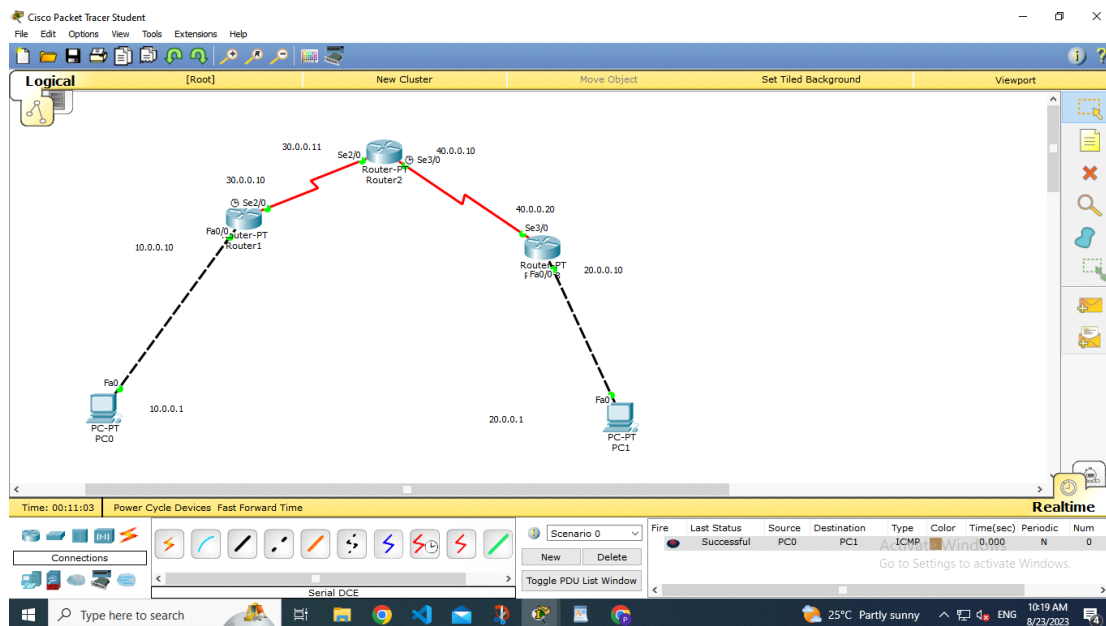 Cisco Packet Tracer Student
File Edit Options View Tools Extensions Help
Logical [Root] New Cluster Move Object Set Tiled Background Viewport
30.0.0.11 Se2/0 Se3/0 40.0.0.10
Router-PT
Router2
30.0.0.10
Se2/0
Fa0/0
Router1
10.0.0.10
40.0.0.20
Se3/0
Fa0/0
20.0.0.10
Fa0
PC-PT
PC0
10.0.0.1
20.0.0.1
Fa0
PC-PT
PC1
Time: 00:11:03 Power Cycle Devices Fast Forward Time Realtime
Connections
Serial DCE
Scenario 0
New Delete
Toggle PDU List Window
Fire Last Status Source Destination Type Color Time(sec) Periodic Num
Successful PC0 PC1 ICMP 0.000 N 0
Activate Windows
Go to Settings to activate Windows.
Type here to search
25°C Partly sunny ENG 10:19 AM
8/23/2023
4